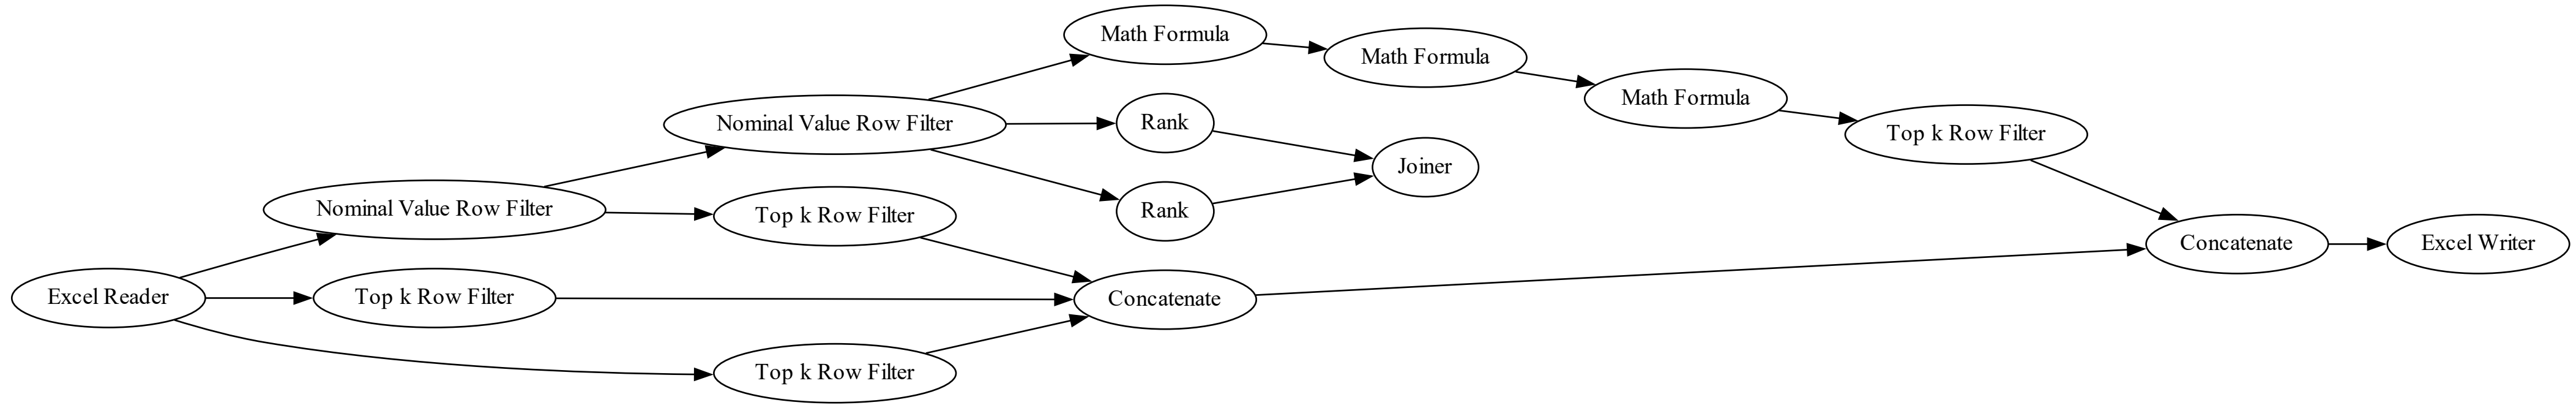 Math Formula
Math Formula
Math Formula
Top k Row Filter
Nominal Value Row Filter
Rank
Joiner
Rank
Nominal Value Row Filter
Top k Row Filter
Excel Reader
Top k Row Filter
Concatenate
Concatenate
Excel Writer
Top k Row Filter